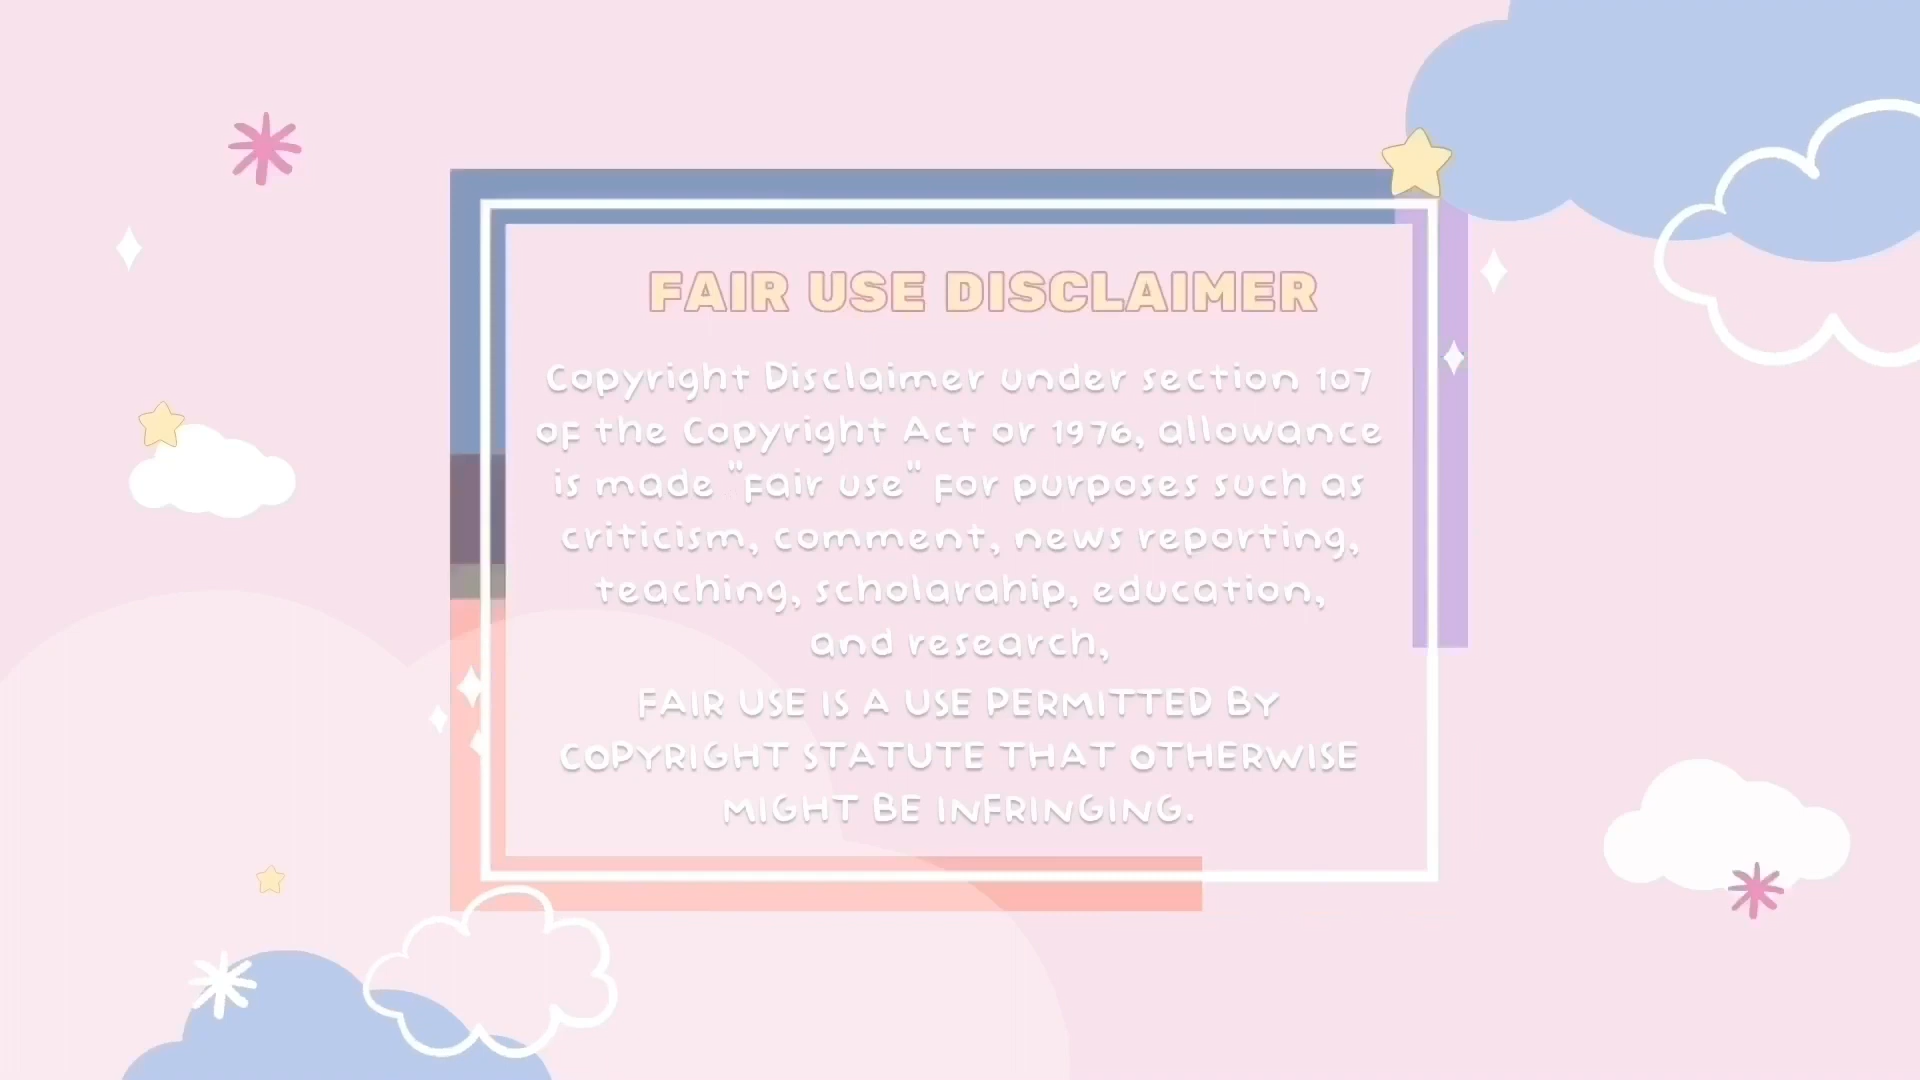 FAIR USE DISCLAIMER
Copyright Disclaimer under section 107
of the Copyright Act or 1976, allowance
is made "fair use" for purposes such as
criticism, comment, news reporting,
teaching, scholarahip, education,
and research,
FAIR USE IS A USE PERMITTED BY
COPYRIGHT STATUTE THAT OTHERWISE
MIGHT BE INFRINGING.